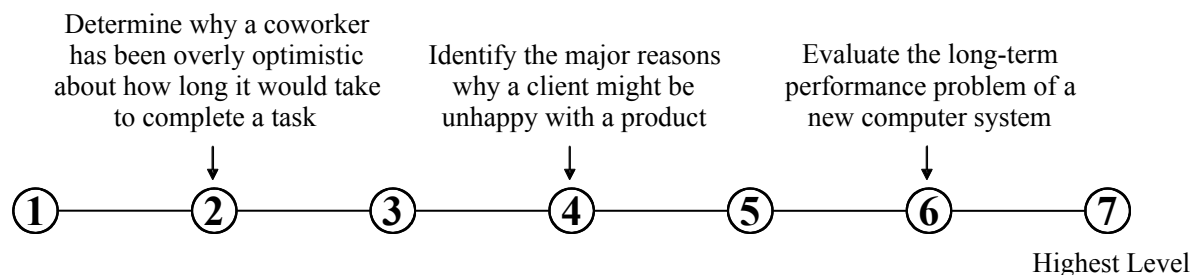 Determine why a coworker
has been overly optimistic
about how long it would take
to complete a task
Identify the major reasons
why a client might be
unhappy with a product
Evaluate the long-term
performance problem of a
new computer system
1 2 3 4 5 6 7
Highest Level